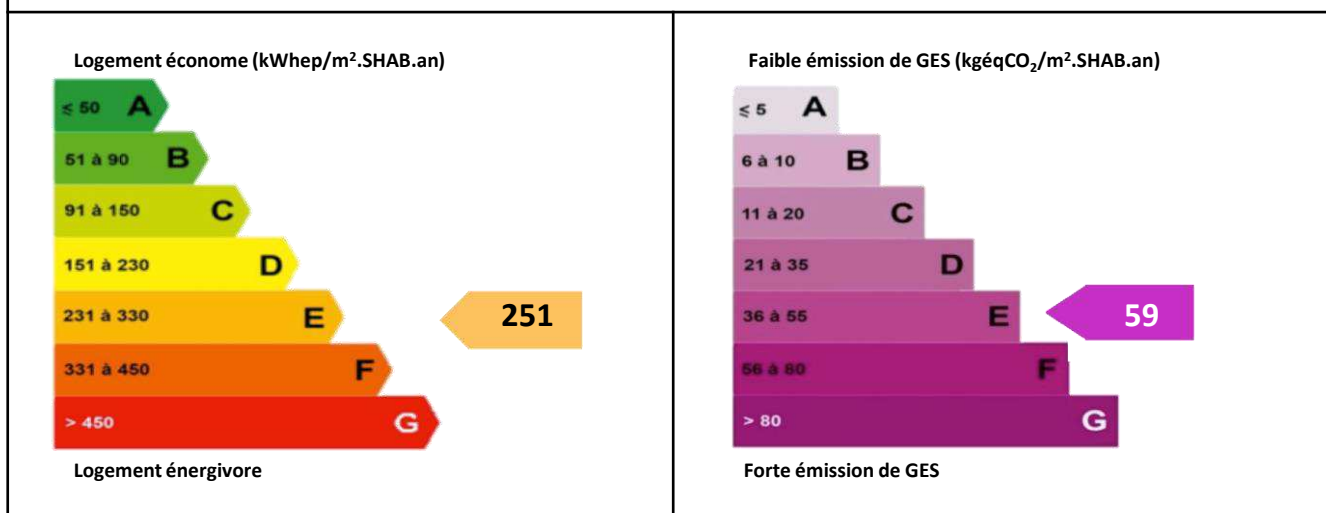 Logement économe (kWhep/m².SHAB.an)
≤ 50 A
51 à 90 B
91 à 150 C
151 à 230 D
231 à 330 E
251
331 à 450 F
> 450 G
Logement énergivore
Faible émission de GES (kgéqCO₂/m².SHAB.an)
≤ 5 A
6 à 10 B
11 à 20 C
21 à 35 D
36 à 55 E
59
56 à 80 F
> 80 G
Forte émission de GES